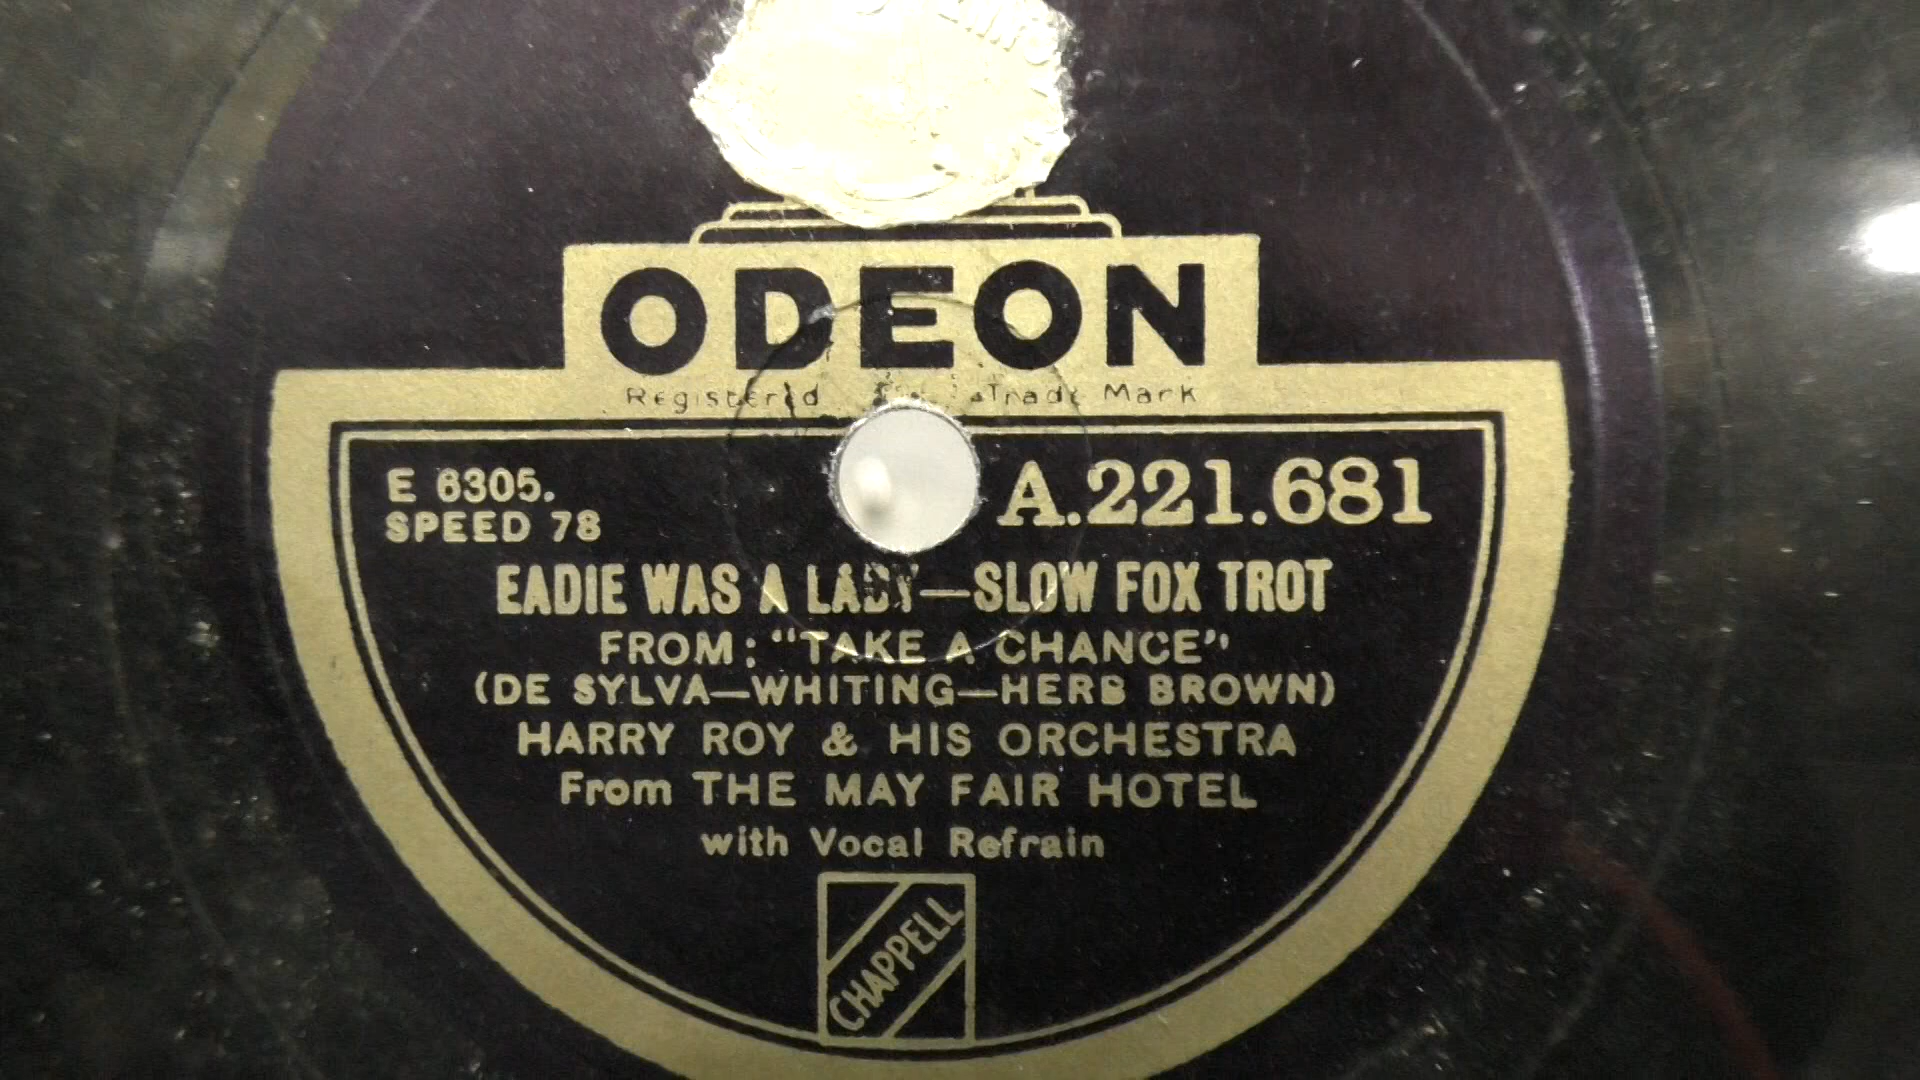 ODEON
Registered Trade Mark
E 6305.
SPEED 78
A.221.681
EADIE WAS A LADY—SLOW FOX TROT
FROM: "TAKE A CHANCE"
(DE SYLVA—WHITING—HERB BROWN)
HARRY ROY & HIS ORCHESTRA
From THE MAY FAIR HOTEL
with Vocal Refrain
CHAPPELL